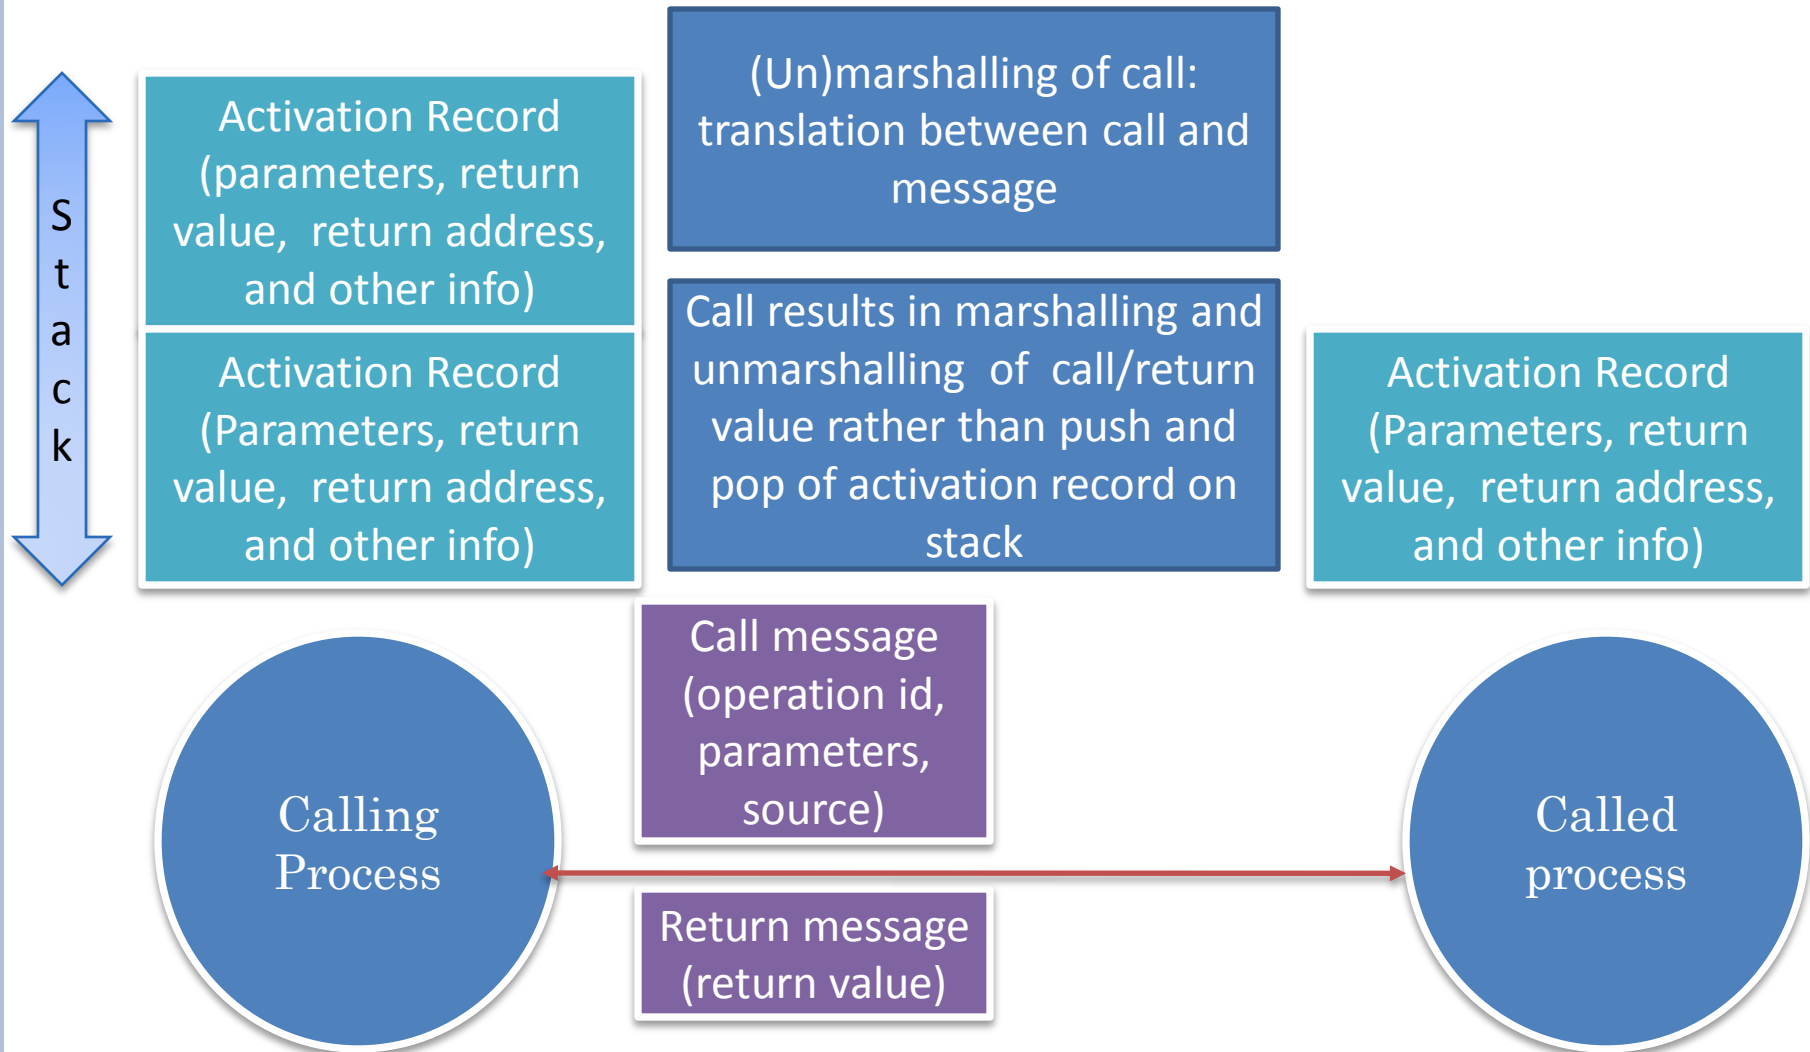 S
t
a
c
k
Activation Record
(parameters, return
value,  return address,
and other info)
Activation Record
(Parameters, return
value,  return address,
and other info)
(Un)marshalling of call:
translation between call and
message
Call results in marshalling and
unmarshalling  of  call/return
value rather than push and
pop of activation record on
stack
Activation Record
(Parameters, return
value,  return address,
and other info)
Calling
Process
Call message
(operation id,
parameters,
source)
Return message
(return value)
Called
process